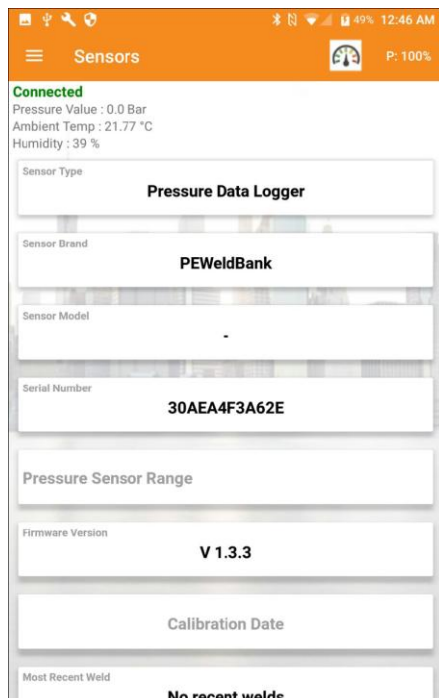 49% 12:46 AM
Sensors
P: 100%
Connected
Pressure Value : 0.0 Bar
Ambient Temp : 21.77 °C
Humidity : 39 %
Sensor Type
Pressure Data Logger
Sensor Brand
PEWeldBank
Sensor Model
-
Serial Number
30AEA4F3A62E
Pressure Sensor Range
Firmware Version
V 1.3.3
Calibration Date
Most Recent Weld
No recent welds